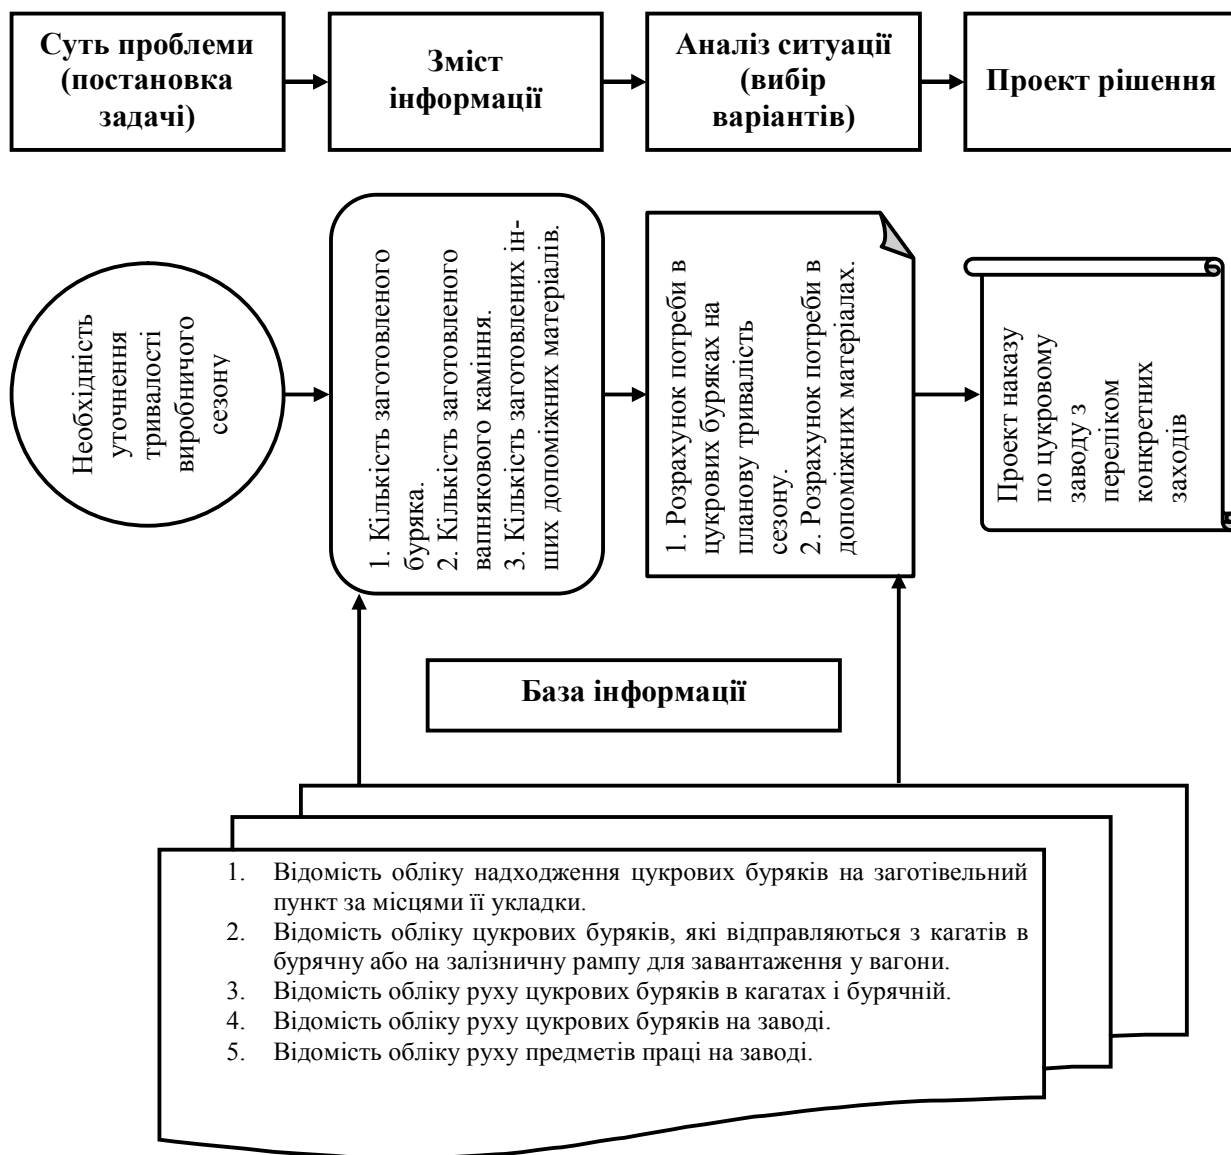 Суть проблеми
(постановка
задачі)
Зміст
інформації
Аналіз ситуації
(вибір
варіантів)
Проект рішення
Необхідність
уточнення
тривалості
виробничого
сезону
1. Кількість заготовленого
буряка.
2. Кількість заготовленого
вапнякового каміння.
3. Кількість заготовлених ін-
ших допоміжних матеріалів.
1. Розрахунок потреби в
цукрових буряках на
планову тривалість
сезону.
2. Розрахунок потреби в
допоміжних матеріалах.
Проект наказу
по цукровому
заводу з
переліком
конкретних
заходів
База інформації
1. Відомість обліку надходження цукрових буряків на заготівельний
пункт за місцями її укладки.
2. Відомість обліку цукрових буряків, які відправляються з кагатів в
бурячну або на залізничну рампу для завантаження у вагони.
3. Відомість обліку руху цукрових буряків в кагатах і бурячній.
4. Відомість обліку руху цукрових буряків на заводі.
5. Відомість обліку руху предметів праці на заводі.